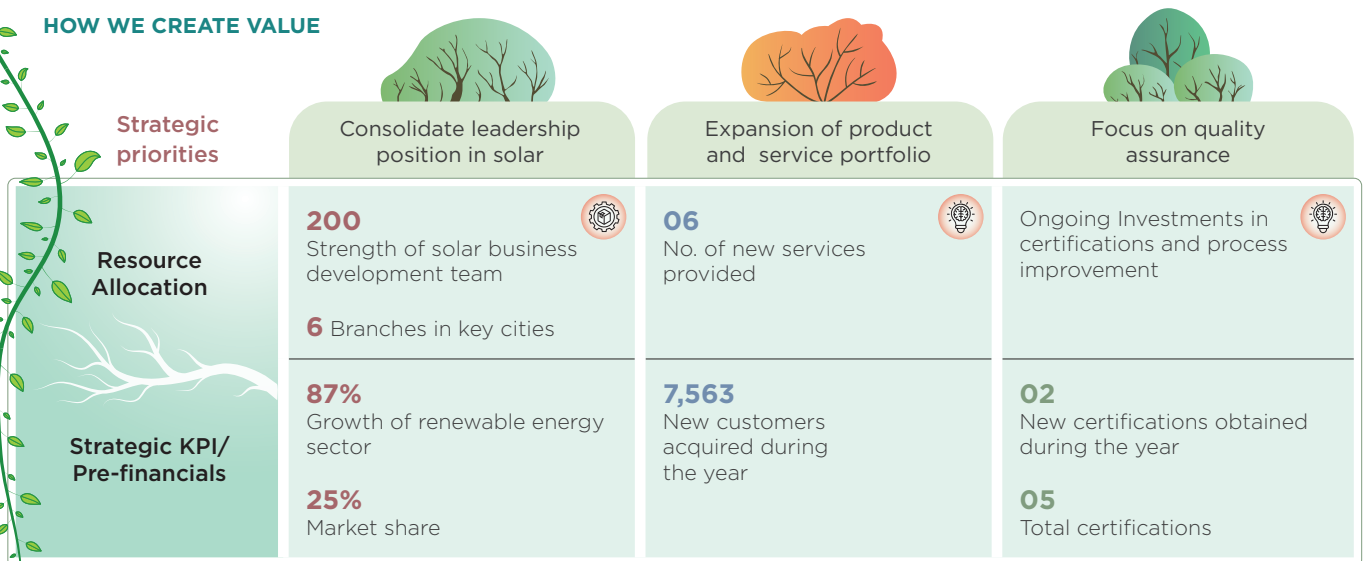 HOW WE CREATE VALUE
Strategic
priorities
Consolidate leadership
position in solar
Expansion of product
and service portfolio
Focus on quality
assurance
Resource
Allocation
200
Strength of solar business
development team
6 Branches in key cities
06
No. of new services
provided
Ongoing Investments in
certifications and process
improvement
Strategic KPI/
Pre-financials
87%
Growth of renewable energy
sector
25%
Market share
7,563
New customers
acquired during
the year
02
New certifications obtained
during the year
05
Total certifications